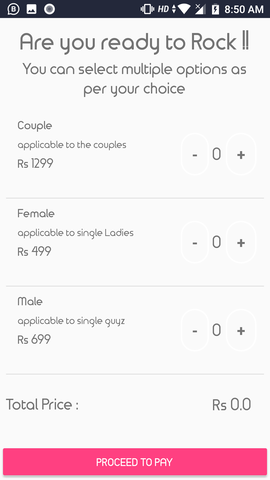 HD 8:50 AM
Are you ready to Rock !!
You can select multiple options as
per your choice
Couple
applicable to the couples
Rs 1299
- 0 +
Female
applicable to single Ladies
Rs 499
- 0 +
Male
applicable to single guyz
Rs 699
- 0 +
Total Price : Rs 0.0
PROCEED TO PAY